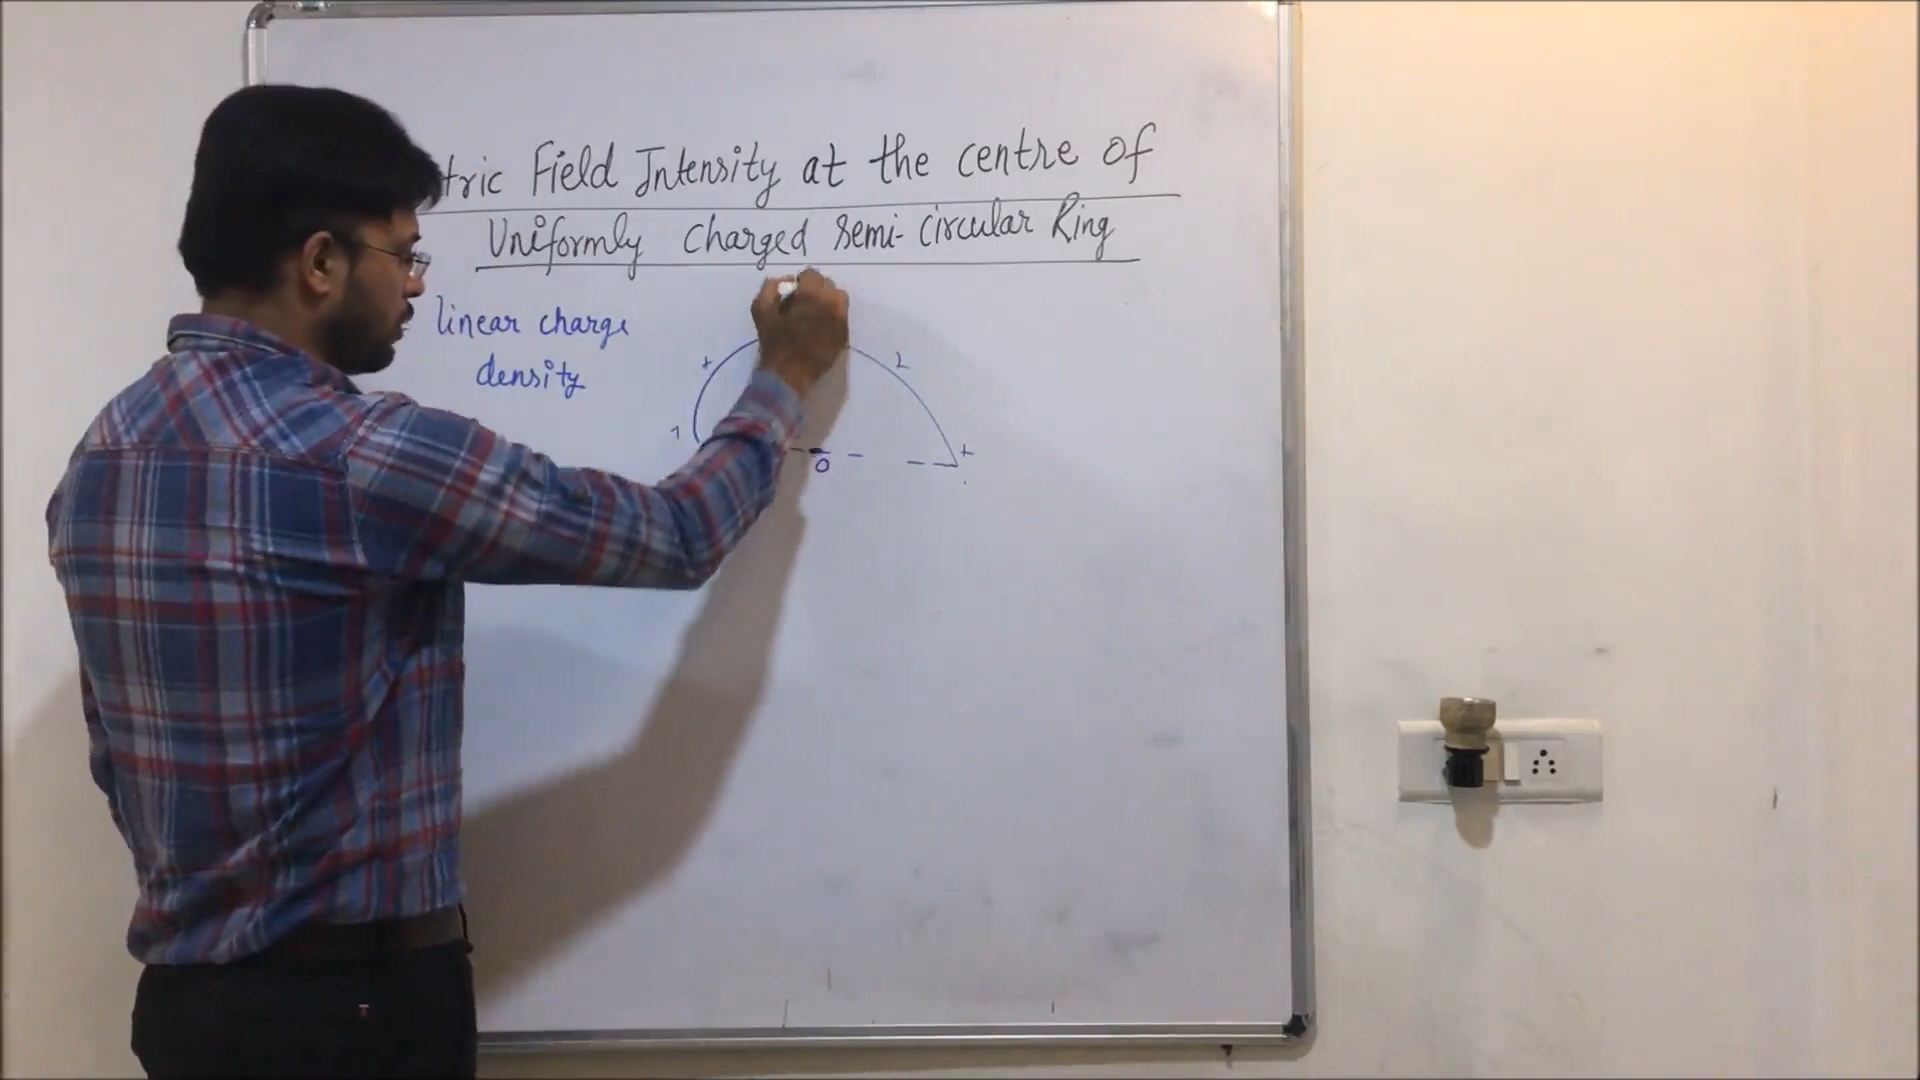 tric Field Intensity at the centre of
Uniformly Charged Semi-circular Ring
linear charge
density
+ +
+ +
O